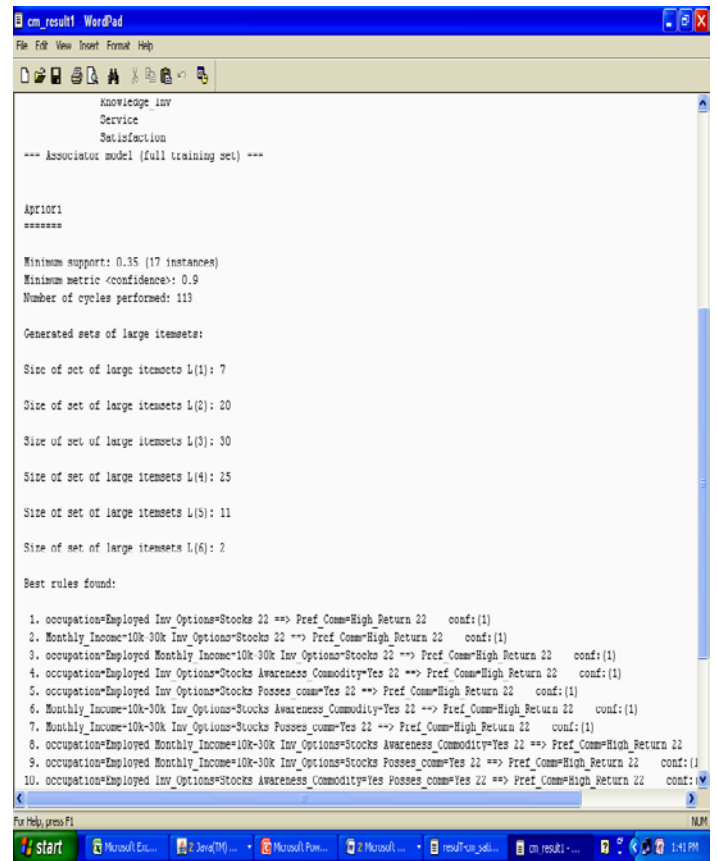 cm_result1 - WordPad
File Edit View Insert Format Help
Knowledge_Inv
Service
Satisfaction
=== Associator model (full training set) ===
Apriori
=======
Minimum support: 0.35 (17 instances)
Minimum metric <confidence>: 0.9
Number of cycles performed: 113
Generated sets of large itemsets:
Size of set of large itemsets L(1): 7
Size of set of large itemsets L(2): 20
Size of set of large itemsets L(3): 30
Size of set of large itemsets L(4): 25
Size of set of large itemsets L(5): 11
Size of set of large itemsets L(6): 2
Best rules found:
1. occupation=Employed Inv_Options=Stocks 22 ==> Pref_Comm=High_Return 22 conf:(1)
2. Monthly_Income=10k-30k Inv_Options=Stocks 22 ==> Pref_Comm=High_Return 22 conf:(1)
3. occupation=Employed Monthly_Income=10k-30k Inv_Options=Stocks 22 ==> Pref_Comm=High_Return 22 conf:(1)
4. occupation=Employed Inv_Options=Stocks Awareness_Commodity=Yes 22 ==> Pref_Comm=High_Return 22 conf:(1)
5. occupation=Employed Inv_Options=Stocks Posses_comm=Yes 22 ==> Pref_Comm=High_Return 22 conf:(1)
6. Monthly_Income=10k-30k Inv_Options=Stocks Awareness_Commodity=Yes 22 ==> Pref_Comm=High_Return 22 conf:(1)
7. Monthly_Income=10k-30k Inv_Options=Stocks Posses_comm=Yes 22 ==> Pref_Comm=High_Return 22 conf:(1)
8. occupation=Employed Monthly_Income=10k-30k Inv_Options=Stocks Awareness_Commodity=Yes 22 ==> Pref_Comm=High_Return 22
9. occupation=Employed Monthly_Income=10k-30k Inv_Options=Stocks Posses_comm=Yes 22 ==> Pref_Comm=High_Return 22 conf:(1
10. occupation=Employed Inv_Options=Stocks Awareness_Commodity=Yes Posses_comm=Yes 22 ==> Pref_Comm=High_Return 22 conf:(
For Help, press F1 NUM
start Microsoft Exc... 2 Java(TM) ... Microsoft Pow... 2 Microsoft ... result-cm_sati... cm_result1 - ... 1:41 PM